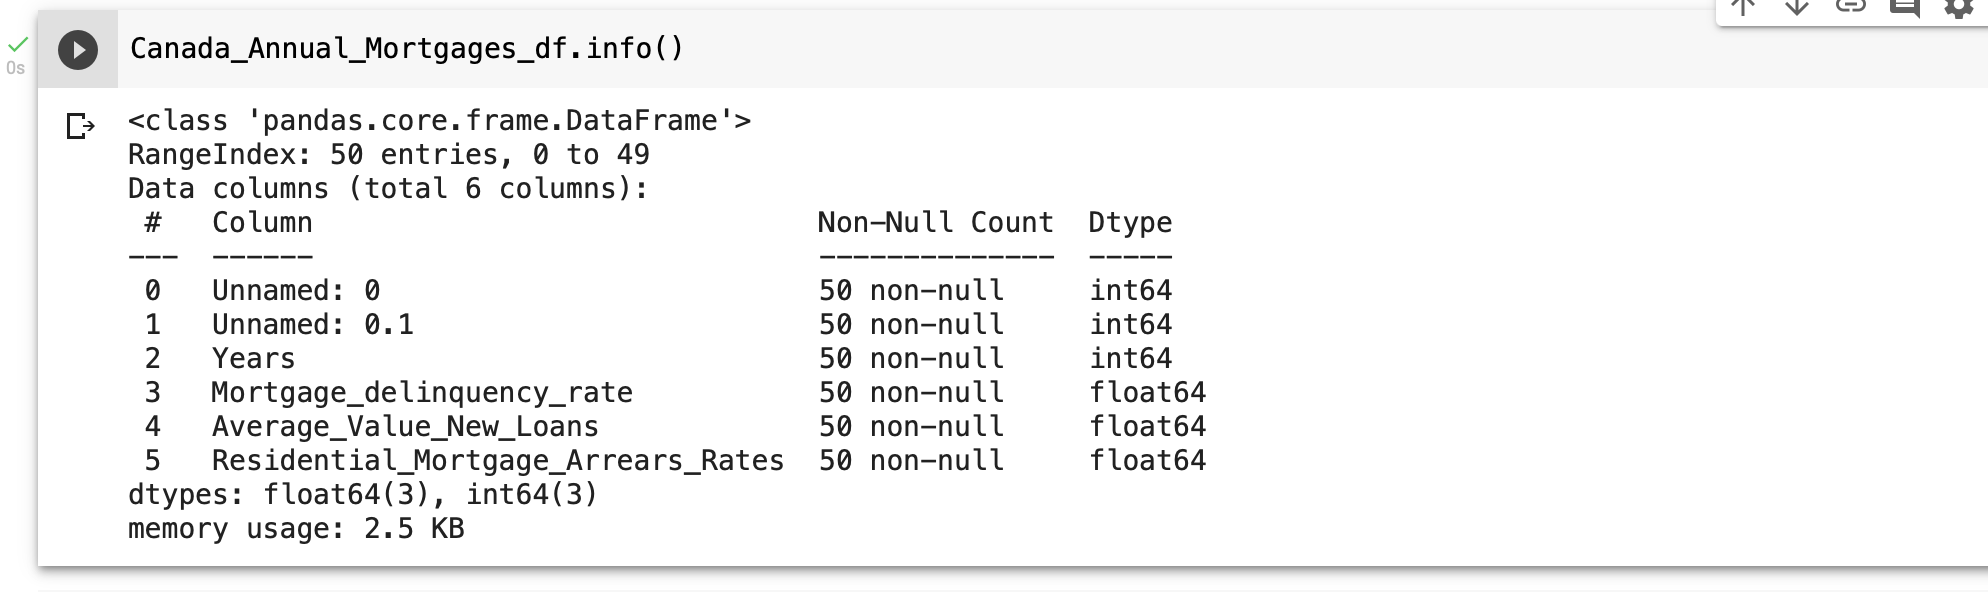 Canada_Annual_Mortgages_df.info()
0s
<class 'pandas.core.frame.DataFrame'>
RangeIndex: 50 entries, 0 to 49
Data columns (total 6 columns):
 #   Column                              Non-Null Count  Dtype
---  ------                              --------------  -----
 0   Unnamed: 0                          50 non-null     int64
 1   Unnamed: 0.1                        50 non-null     int64
 2   Years                               50 non-null     int64
 3   Mortgage_delinquency_rate           50 non-null     float64
 4   Average_Value_New_Loans             50 non-null     float64
 5   Residential_Mortgage_Arrears_Rates  50 non-null     float64
dtypes: float64(3), int64(3)
memory usage: 2.5 KB